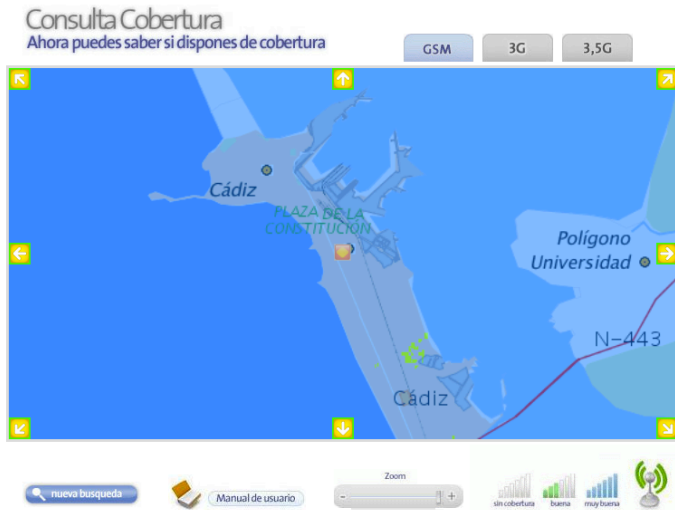 Consulta Cobertura
Ahora puedes saber si dispones de cobertura
GSM
3G
3,5G
Cádiz
PLAZA DE LA
CONSTITUCIÓN
Polígono
Universidad
N-443
Cádiz
nueva busqueda
Manual de usuario
Zoom
- +
sin cobertura
buena
muy buena